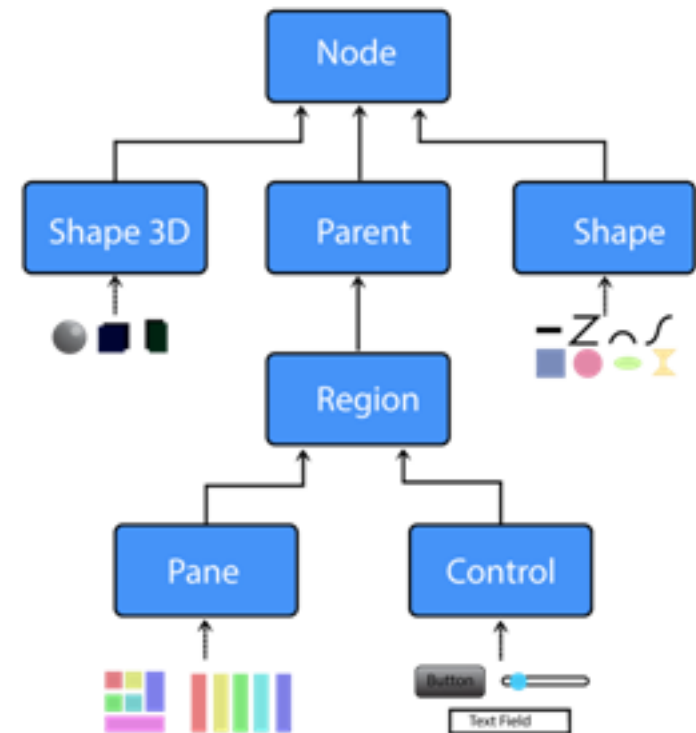 Node
Shape 3D
Parent
Shape
Region
Pane
Control
Button
Text Field